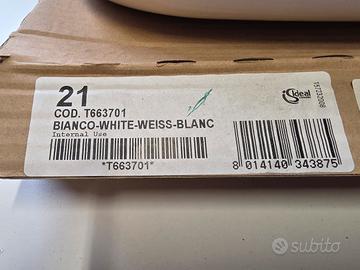 21
COD. T663701
BIANCO-WHITE-WEISS-BLANC
Internal Use
*T663701*
Ideal
8 014140 343875
subito